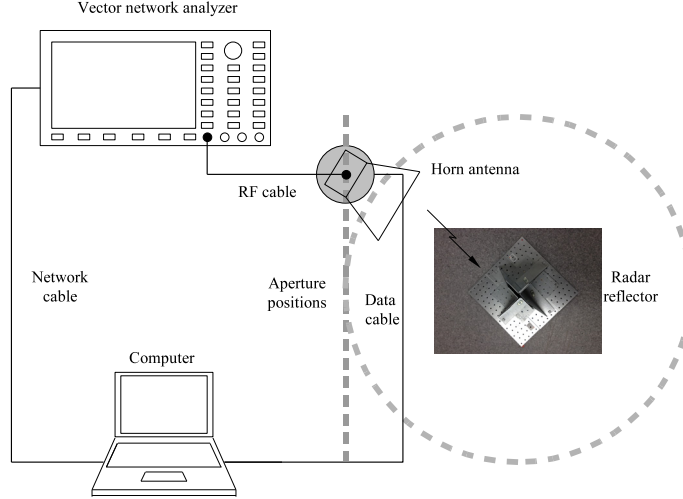 Vector network analyzer
Horn antenna
RF cable
Network
cable
Aperture
positions
Data
cable
Radar
reflector
Computer